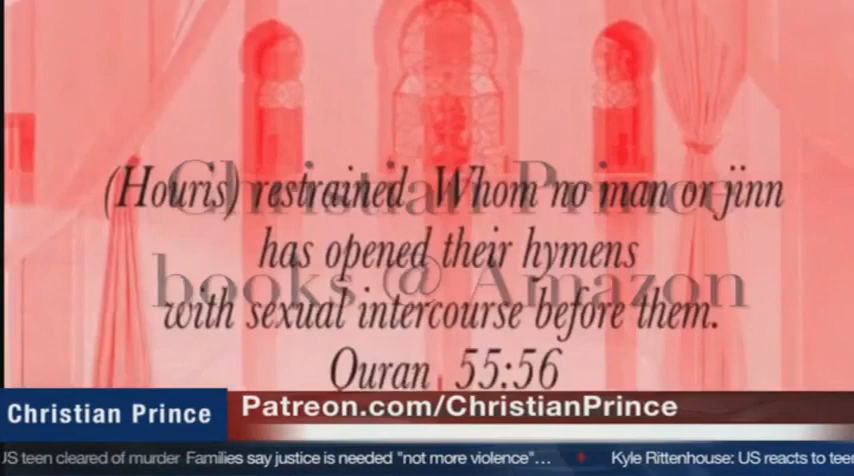 (Houris) restrained Whom no man or jinn
Christian Prince
has opened their hymens
books @ Amazon
with sexual intercourse before them.
Quran 55:56
Christian Prince
Patreon.com/ChristianPrince
US teen cleared of murder Families say justice is needed "not more violence"... Kyle Rittenhouse: US reacts to teen